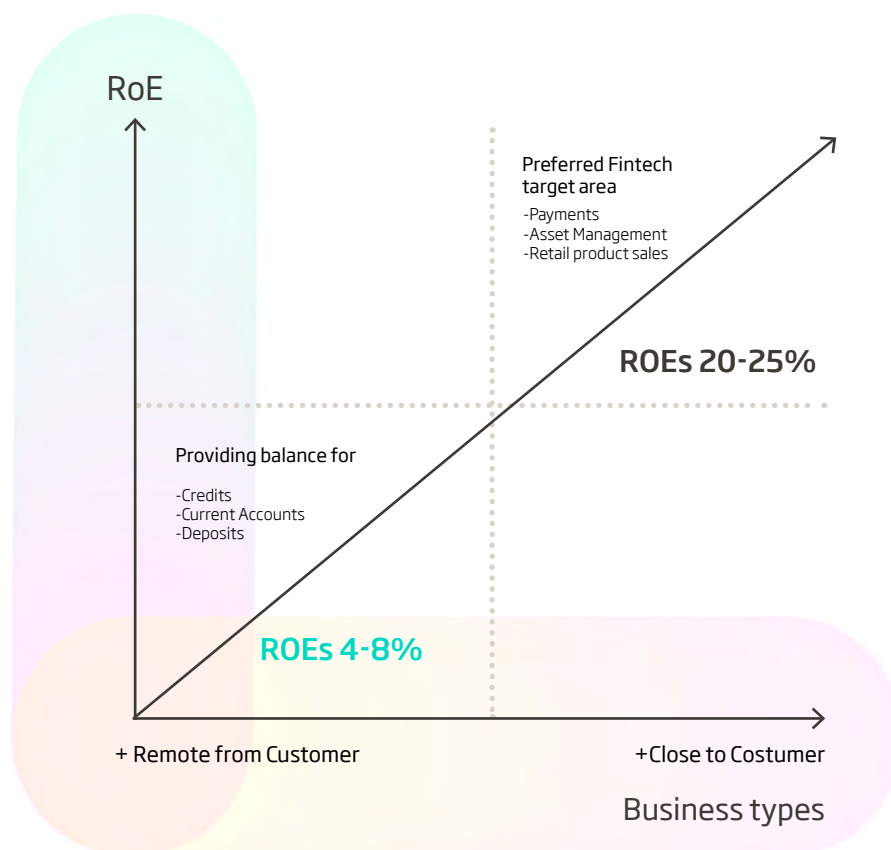 RoE
Preferred Fintech
target area
-Payments
-Asset Management
-Retail product sales
ROEs 20-25%
Providing balance for
-Credits
-Current Accounts
-Deposits
ROEs 4-8%
+ Remote from Customer
+Close to Costumer
Business types